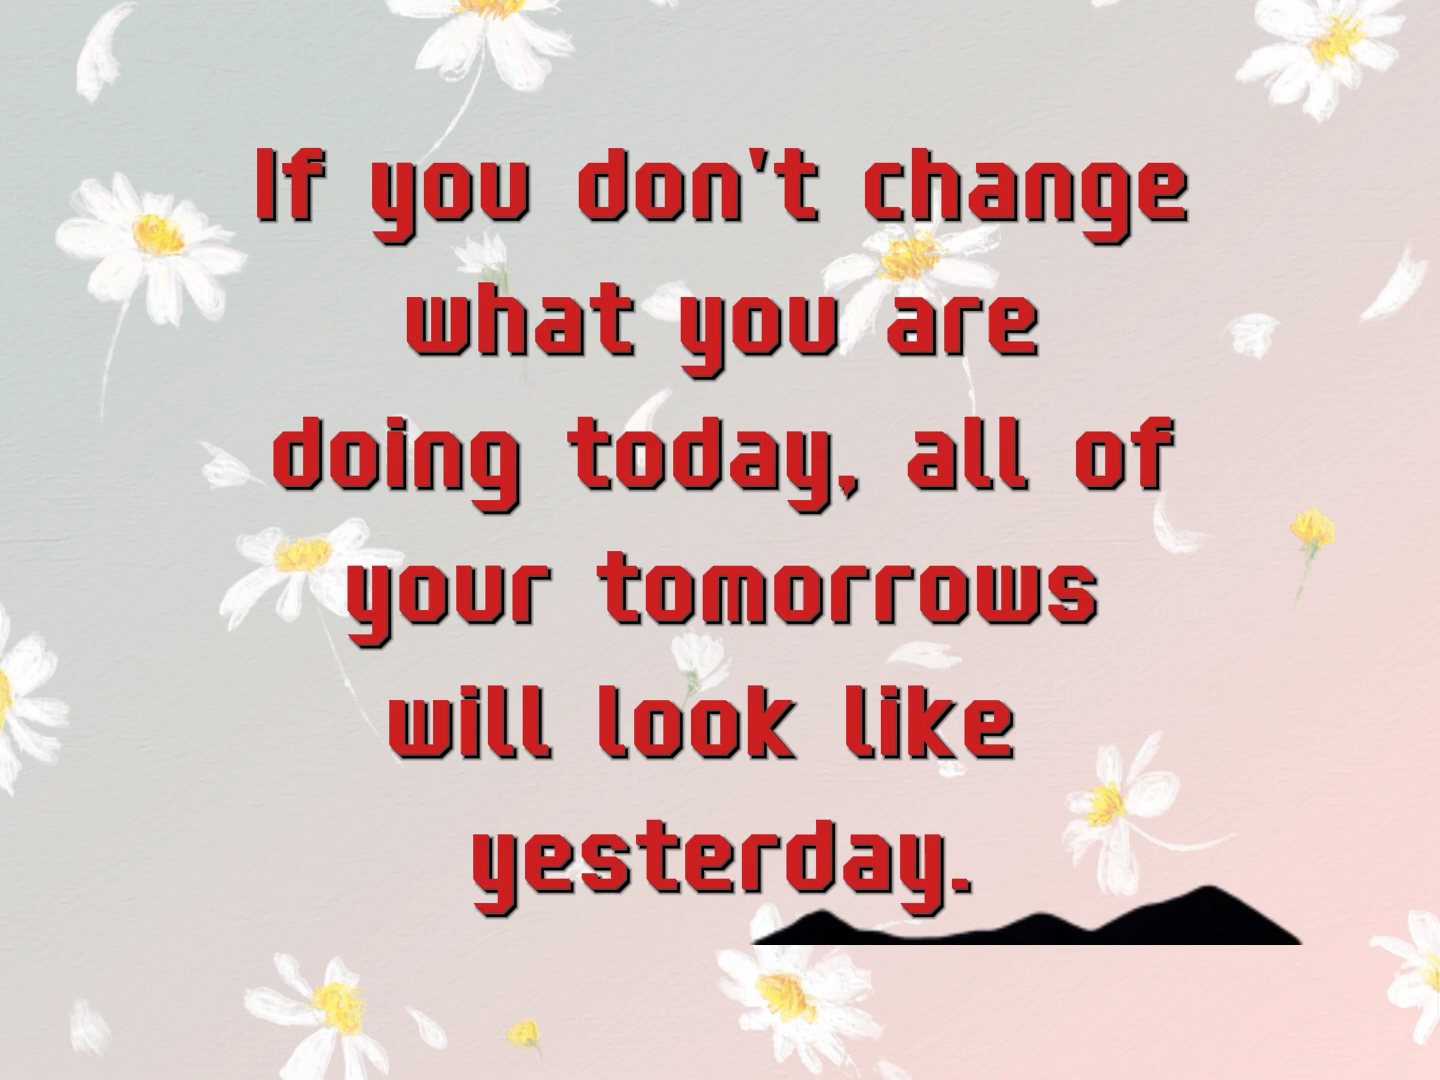 If you don't change
what you are
doing today, all of
your tomorrows
will look like
yesterday.